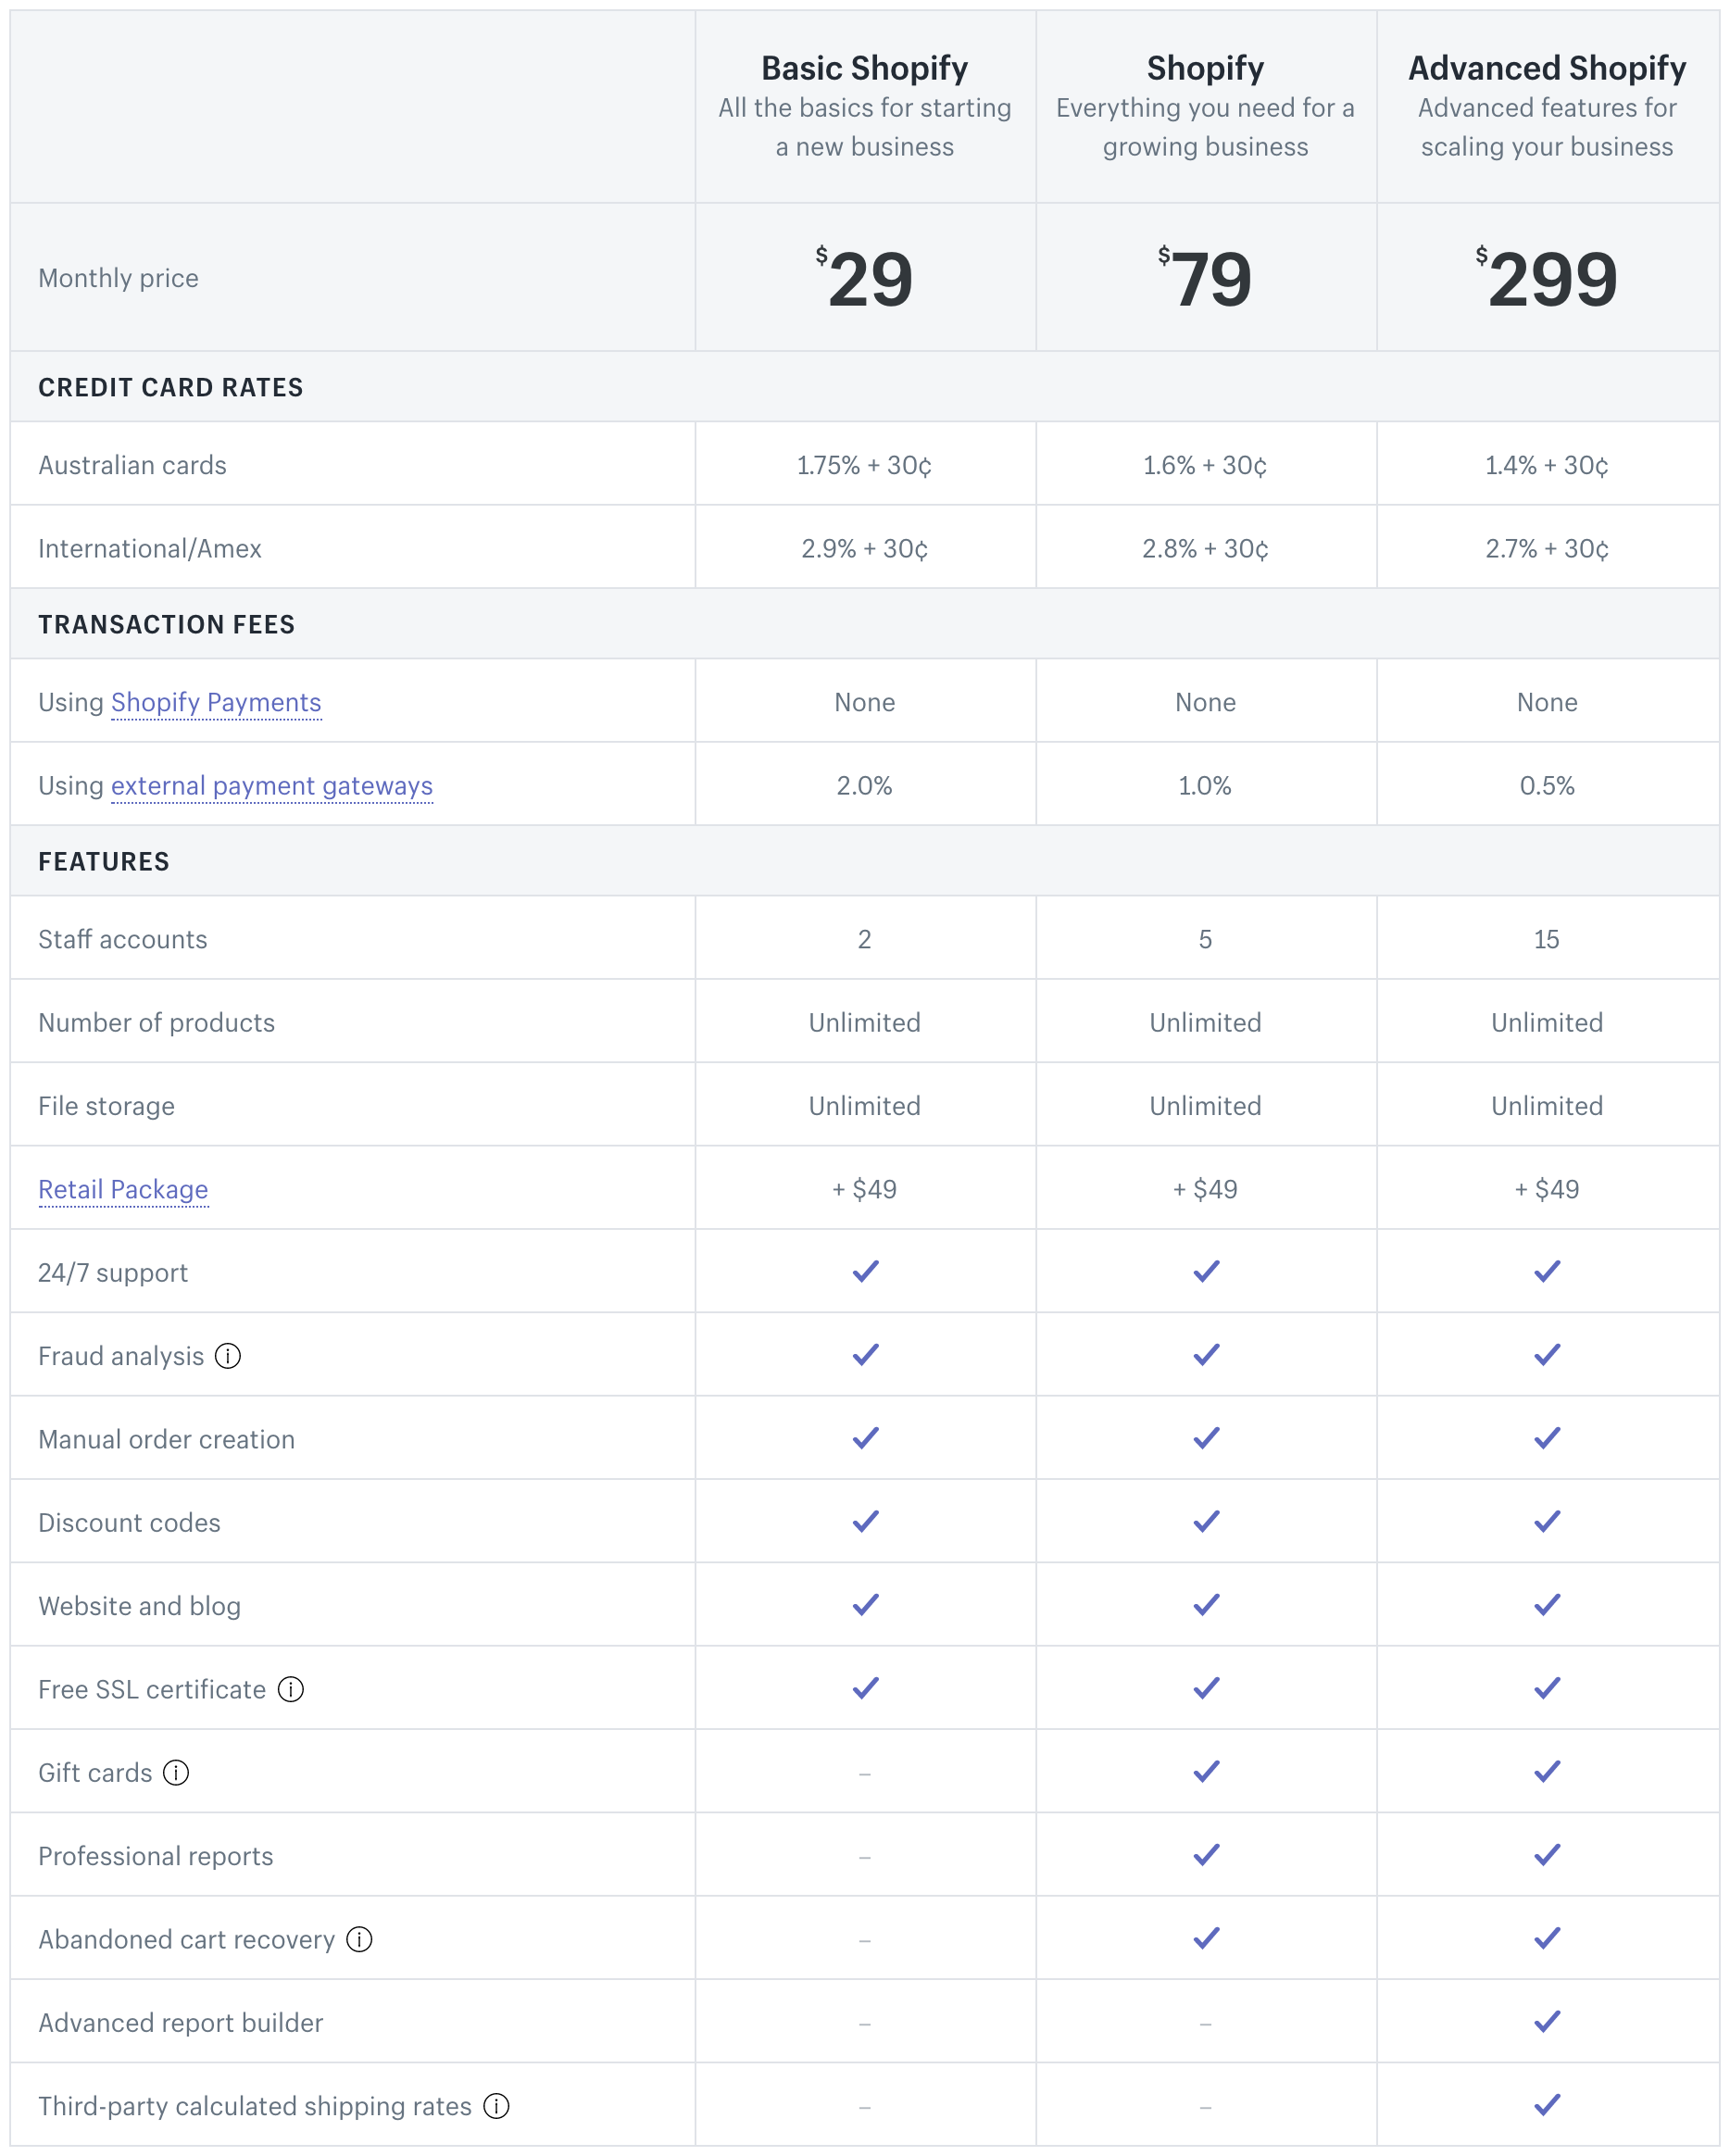 Basic Shopify
All the basics for starting
a new business
Shopify
Everything you need for a
growing business
Advanced Shopify
Advanced features for
scaling your business
Monthly price $29 $79 $299
CREDIT CARD RATES
Australian cards 1.75% + 30¢ 1.6% + 30¢ 1.4% + 30¢
International/Amex 2.9% + 30¢ 2.8% + 30¢ 2.7% + 30¢
TRANSACTION FEES
Using Shopify Payments None None None
Using external payment gateways 2.0% 1.0% 0.5%
FEATURES
Staff accounts 2 5 15
Number of products Unlimited Unlimited Unlimited
File storage Unlimited Unlimited Unlimited
Retail Package + $49 + $49 + $49
24/7 support
Fraud analysis
Manual order creation
Discount codes
Website and blog
Free SSL certificate
Gift cards –
Professional reports –
Abandoned cart recovery –
Advanced report builder – –
Third-party calculated shipping rates – –